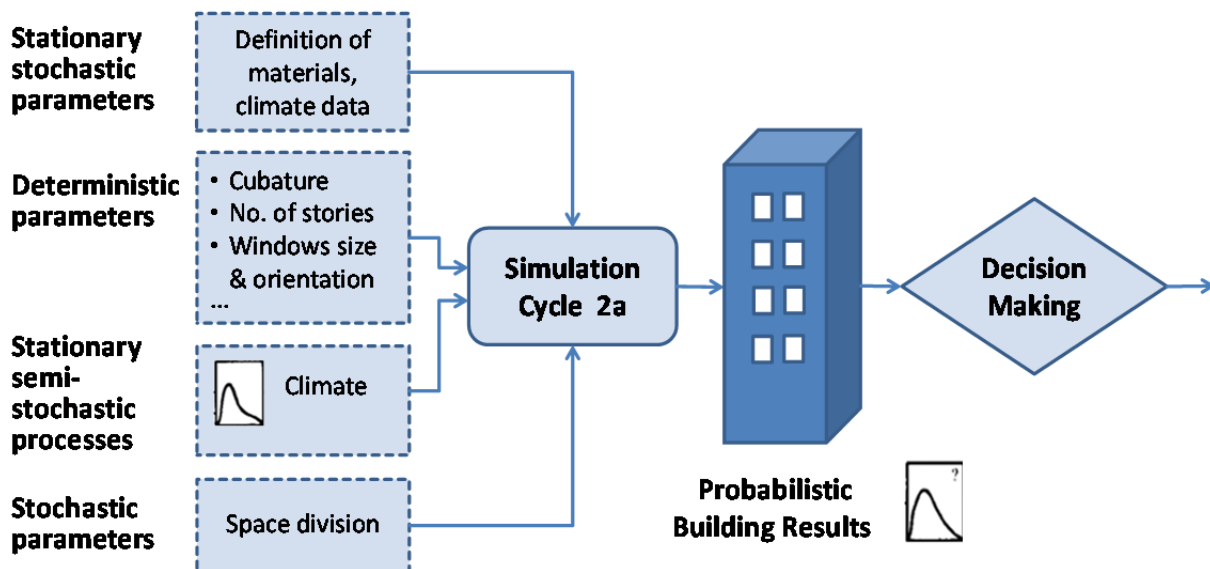 Stationary
stochastic
parameters
Definition of
materials,
climate data
Deterministic
parameters
• Cubature
• No. of stories
• Windows size
& orientation
...
Stationary
semi-
stochastic
processes
Climate
Stochastic
parameters
Space division
Simulation
Cycle 2a
Probabilistic
Building Results
?
Decision
Making